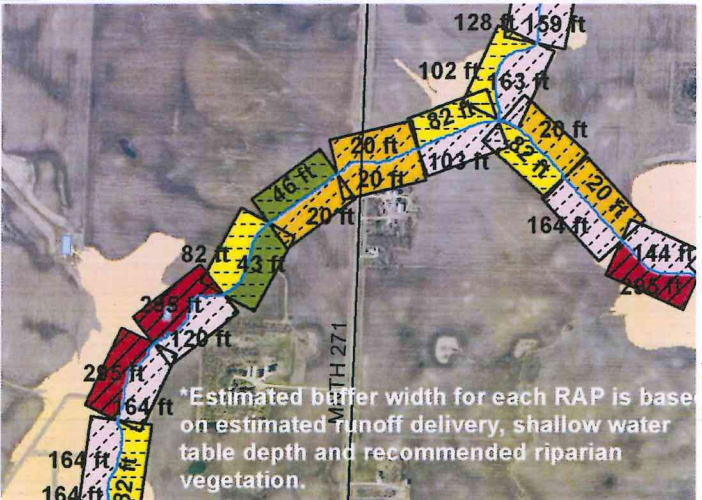 128 ft 159 ft
102 ft 163 ft
82 ft
20 ft 20 ft
103 ft 82 ft
46 ft 20 ft 20 ft
20 ft
164 ft
82 ft 43 ft 144 ft
295 ft 295 ft
120 ft
295 ft
164 ft
*Estimated buffer width for each RAP is base
on estimated runoff delivery, shallow water
table depth and recommended riparian
vegetation.
164 ft
164 ft 82 ft